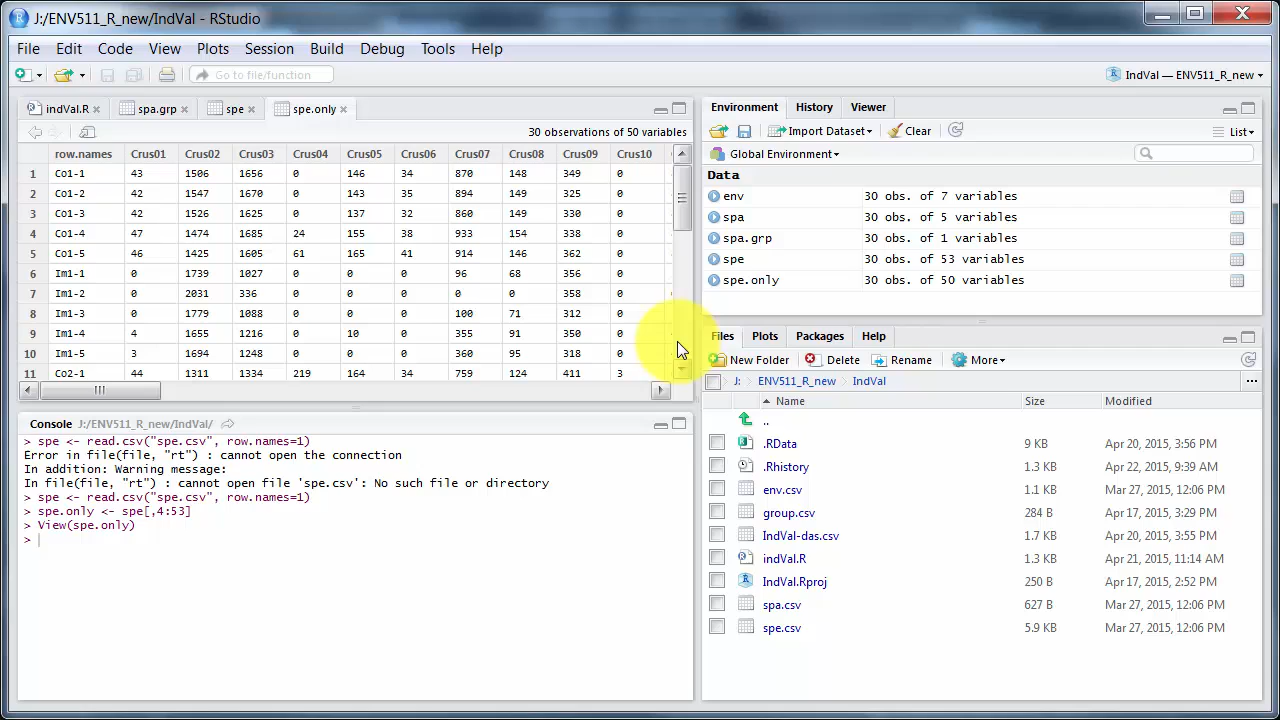 J:/ENV511_R_new/IndVal - RStudio
File Edit Code View Plots Session Build Debug Tools Help
Go to file/function IndVal — ENV511_R_new
indVal.R spa.grp spe spe.only
30 observations of 50 variables
row.names Crus01 Crus02 Crus03 Crus04 Crus05 Crus06 Crus07 Crus08 Crus09 Crus10
1 Co1-1 43 1506 1656 0 146 34 870 148 349 0
2 Co1-2 42 1547 1670 0 143 35 894 149 325 0
3 Co1-3 42 1526 1625 0 137 32 860 149 330 0
4 Co1-4 47 1474 1685 24 155 38 933 154 338 0
5 Co1-5 46 1425 1605 61 165 41 914 146 362 0
6 Im1-1 0 1739 1027 0 0 0 96 68 356 0
7 Im1-2 0 2031 336 0 0 0 0 0 358 0
8 Im1-3 0 1779 1088 0 0 0 100 71 312 0
9 Im1-4 4 1655 1216 0 10 0 355 91 350 0
10 Im1-5 3 1694 1248 0 0 0 360 95 318 0
11 Co2-1 44 1311 1338 219 164 34 759 124 411 3
Console J:/ENV511_R_new/IndVal/
> spe <- read.csv("spe.csv", row.names=1)
Error in file(file, "rt") : cannot open the connection
In addition: Warning message:
In file(file, "rt") : cannot open file 'spe.csv': No such file or directory
> spe <- read.csv("spe.csv", row.names=1)
> spe.only <- spe[,4:53]
> View(spe.only)
>
Environment History Viewer
Import Dataset Clear List
Global Environment
Data
env 30 obs. of 7 variables
spa 30 obs. of 5 variables
spa.grp 30 obs. of 1 variables
spe 30 obs. of 53 variables
spe.only 30 obs. of 50 variables
Files Plots Packages Help
New Folder Delete Rename More
J: ENV511_R_new IndVal ...
Name Size Modified
..
.RData 9 KB Apr 20, 2015, 3:56 PM
.Rhistory 1.3 KB Apr 22, 2015, 9:39 AM
env.csv 1.1 KB Mar 27, 2015, 12:06 PM
group.csv 284 B Apr 17, 2015, 3:29 PM
IndVal-das.csv 1.7 KB Apr 20, 2015, 3:55 PM
indVal.R 1.3 KB Apr 21, 2015, 11:14 AM
IndVal.Rproj 250 B Apr 17, 2015, 2:52 PM
spa.csv 627 B Mar 27, 2015, 12:06 PM
spe.csv 5.9 KB Mar 27, 2015, 12:06 PM